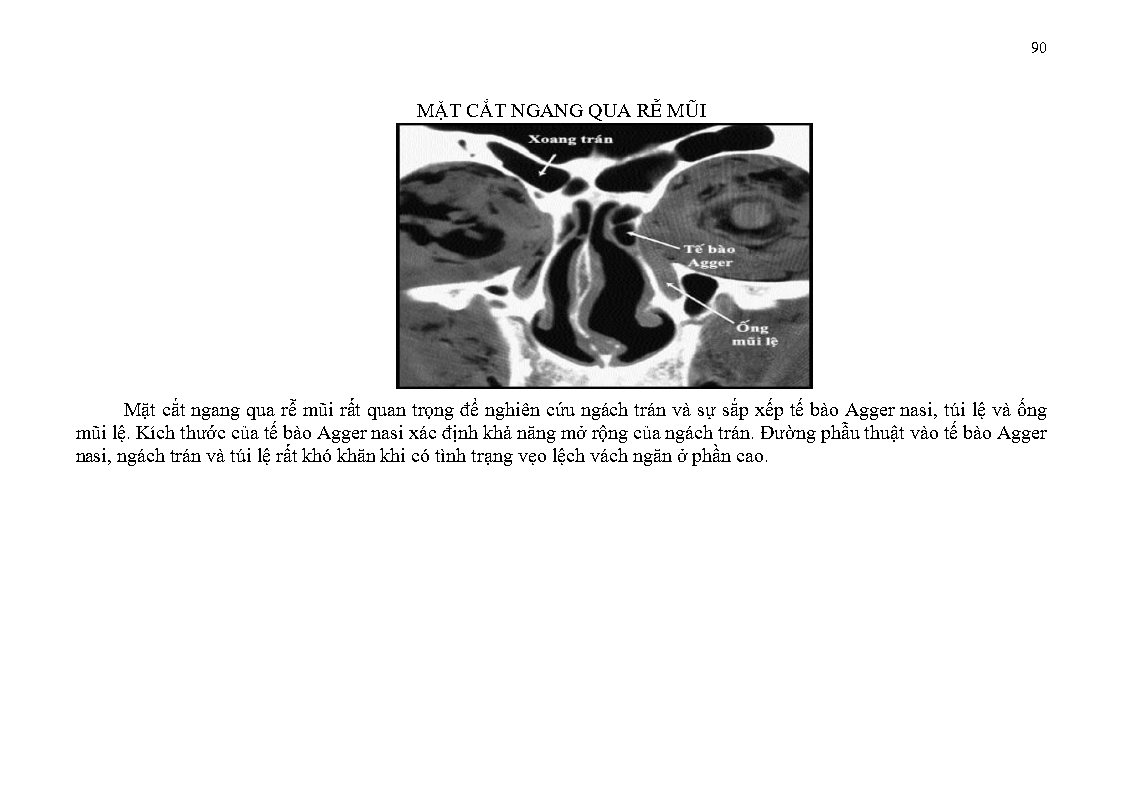 90
MẶT CẮT NGANG QUA RỄ MŨI
Xoang trán
Tế bào
Agger
Ống
mũi lệ
Mặt cắt ngang qua rễ mũi rất quan trọng để nghiên cứu ngách trán và sự sắp xếp tế bào Agger nasi, túi lệ và ống
mũi lệ. Kích thước của tế bào Agger nasi xác định khả năng mở rộng của ngách trán. Đường phẫu thuật vào tế bào Agger
nasi, ngách trán và túi lệ rất khó khăn khi có tình trạng vẹo lệch vách ngăn ở phần cao.